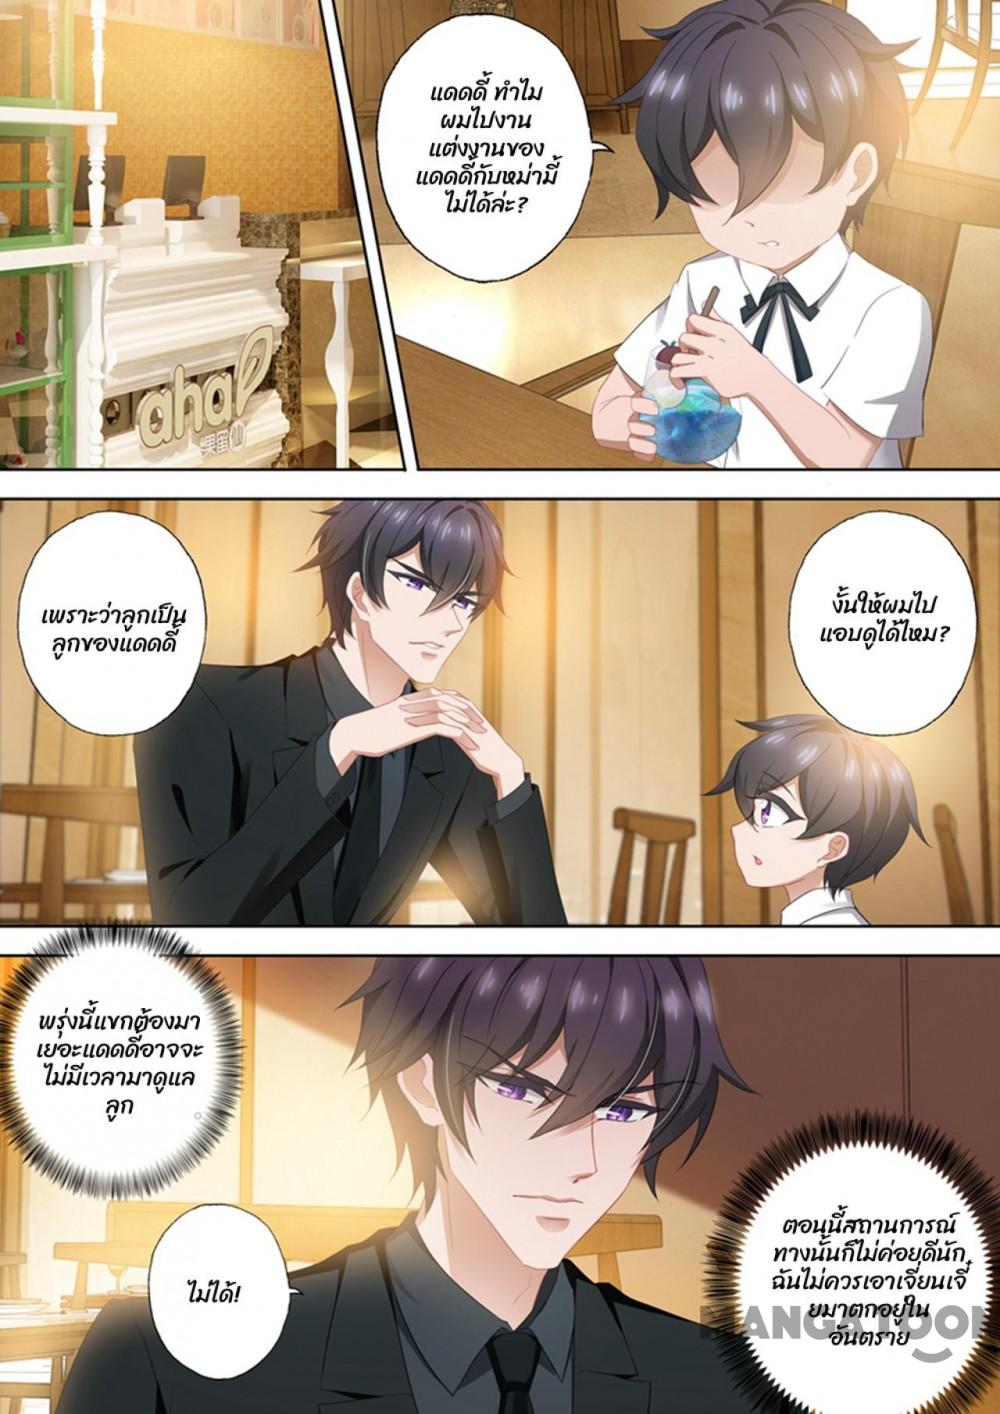 แดดดี้ ทำไม
ผมไปงาน
แต่งงานของ
แดดดี้กับหม่ามี้
ไม่ได้ล่ะ?
aha
果留仙
เพราะว่าลูกเป็น
ลูกของแดดดี้
งั้นให้ผมไป
แอบดูได้ไหม?
พรุ่งนี้แขกต้องมา
เยอะแดดดี้อาจจะ
ไม่มีเวลามาดูแล
ลูก
ไม่ได้!
ตอนนี้สถานการณ์
ทางนั้นก็ไม่ค่อยดีนัก
ฉันไม่ควรเอาเจี่ยนเจี๋
ยมาตกอยู่ใน
อันตราย
MANGATOON